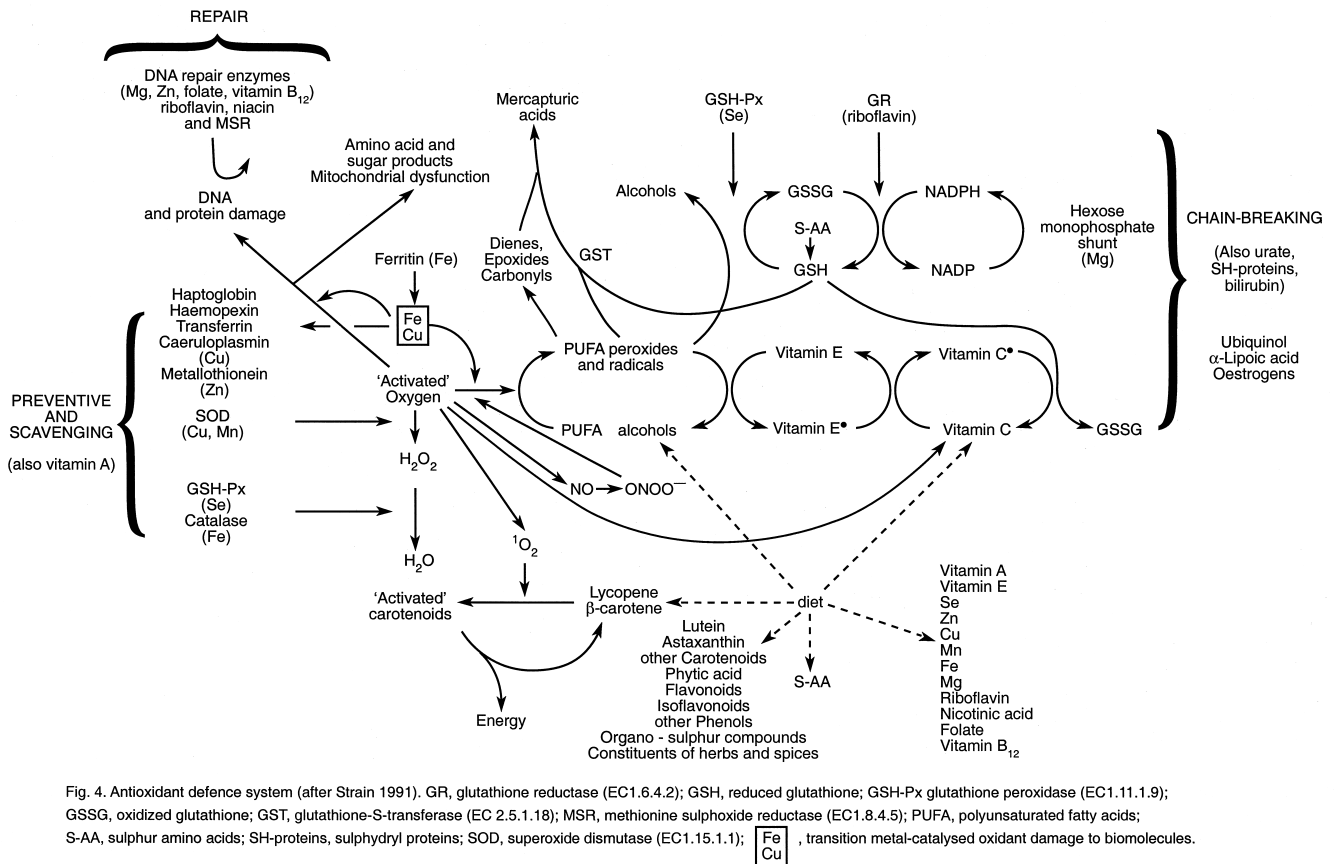 REPAIR
DNA repair enzymes
(Mg, Zn, folate, vitamin B12)
riboflavin, niacin
and MSR
DNA
and protein damage
Amino acid and
sugar products
Mitochondrial dysfunction
Mercapturic
acids
GSH-Px
(Se)
GR
(riboflavin)
Alcohols
GSSG
S-AA
GSH
NADPH
NADP
Hexose
monophosphate
shunt
(Mg)
CHAIN-BREAKING
(Also urate,
SH-proteins,
bilirubin)
Ubiquinol
α-Lipoic acid
Oestrogens
Dienes,
Epoxides
Carbonyls
GST
Ferritin (Fe)
Fe
Cu
Haptoglobin
Haemopexin
Transferrin
Caeruloplasmin
(Cu)
Metallothionein
(Zn)
PREVENTIVE
AND
SCAVENGING
(also vitamin A)
SOD
(Cu, Mn)
GSH-Px
(Se)
Catalase
(Fe)
'Activated'
Oxygen
H2O2
H2O
PUFA peroxides
and radicals
PUFA alcohols
Vitamin E
Vitamin E•
Vitamin C•
Vitamin C
GSSG
NO
ONOO—
1O2
'Activated'
carotenoids
Lycopene
β-carotene
Energy
diet
Lutein
Astaxanthin
other Carotenoids
Phytic acid
Flavonoids
Isoflavonoids
other Phenols
Organo - sulphur compounds
Constituents of herbs and spices
S-AA
Vitamin A
Vitamin E
Se
Zn
Cu
Mn
Fe
Mg
Riboflavin
Nicotinic acid
Folate
Vitamin B12
Fig. 4. Antioxidant defence system (after Strain 1991). GR, glutathione reductase (EC1.6.4.2); GSH, reduced glutathione; GSH-Px glutathione peroxidase (EC1.11.1.9);
GSSG, oxidized glutathione; GST, glutathione-S-transferase (EC 2.5.1.18); MSR, methionine sulphoxide reductase (EC1.8.4.5); PUFA, polyunsaturated fatty acids;
S-AA, sulphur amino acids; SH-proteins, sulphydryl proteins; SOD, superoxide dismutase (EC1.15.1.1); Fe Cu , transition metal-catalysed oxidant damage to biomolecules.